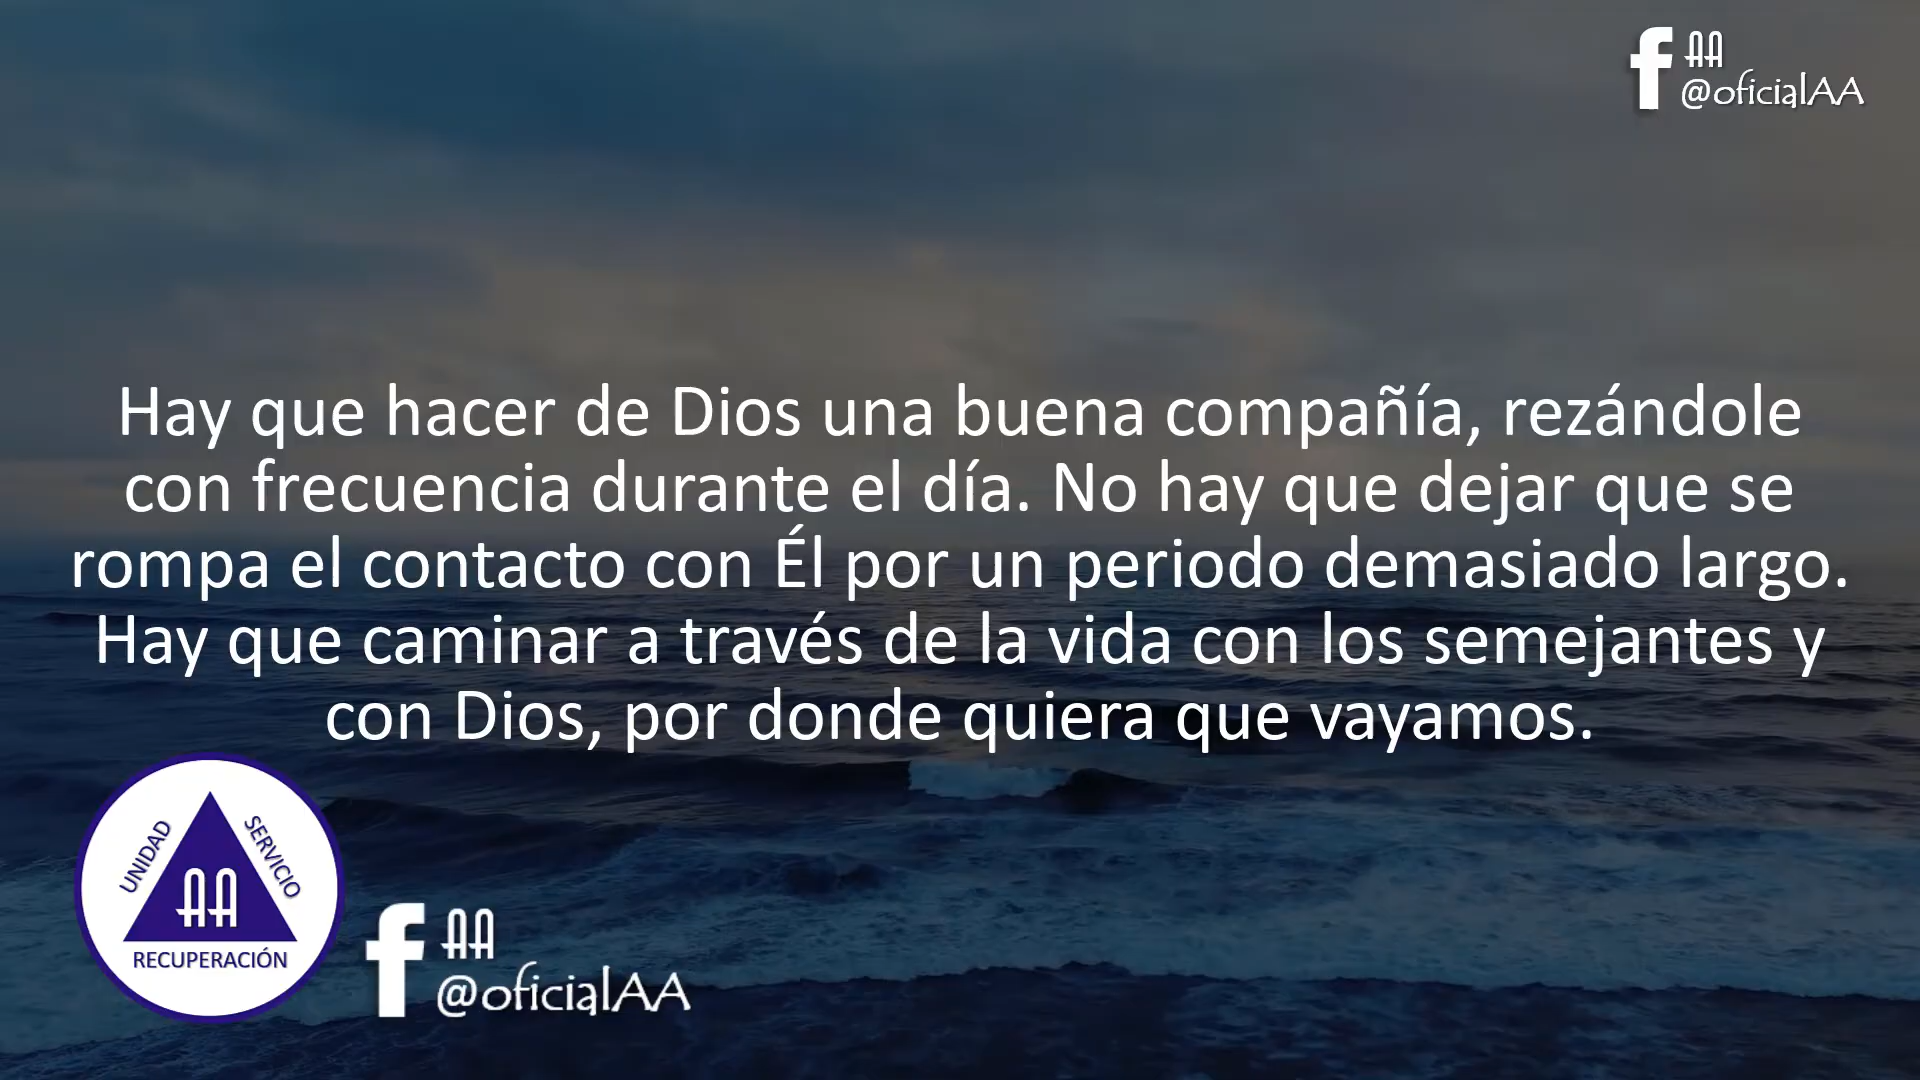 AA
@oficialAA
Hay que hacer de Dios una buena compañía, rezándole
con frecuencia durante el día. No hay que dejar que se
rompa el contacto con Él por un periodo demasiado largo.
Hay que caminar a través de la vida con los semejantes y
con Dios, por donde quiera que vayamos.
UNIDAD
SERVICIO
AA
RECUPERACIÓN
AA
@oficialAA